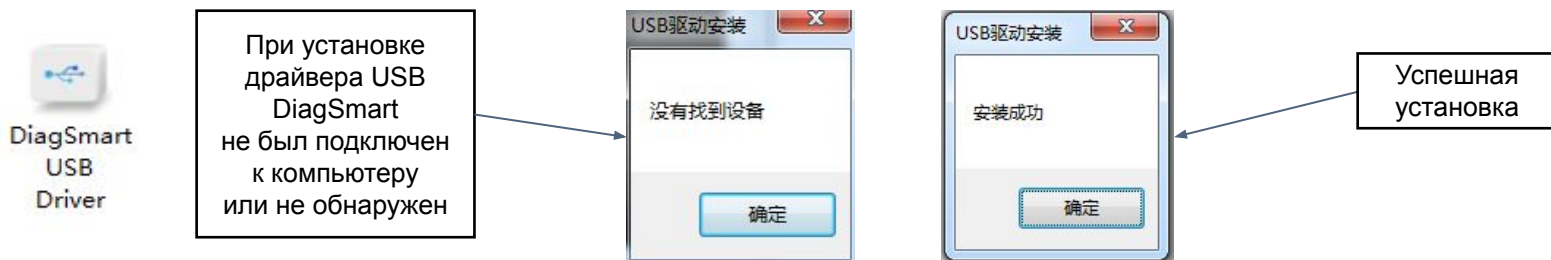 DiagSmart
USB
Driver
При установке
драйвера USB
DiagSmart
не был подключен
к компьютеру
или не обнаружен
USB驱动安装
没有找到设备
确定
USB驱动安装
安装成功
确定
Успешная
установка